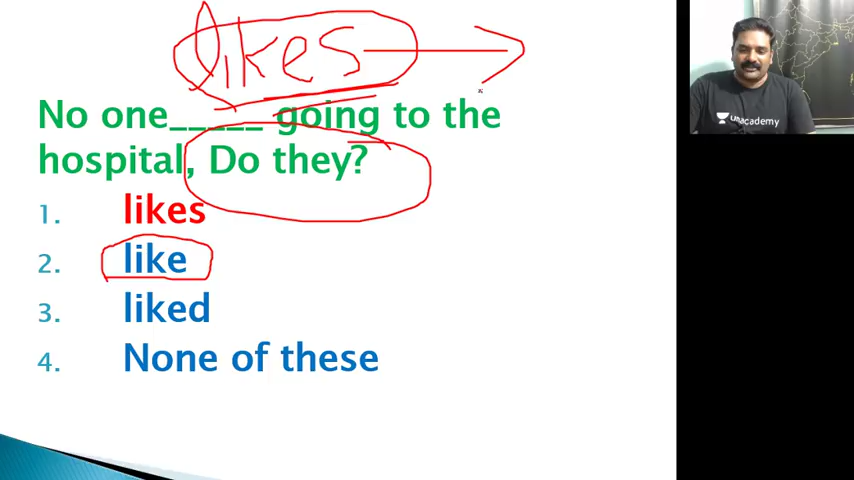 likes
No one_____ going to the
hospital, Do they?
1. likes
2. like
3. liked
4. None of these
unacademy